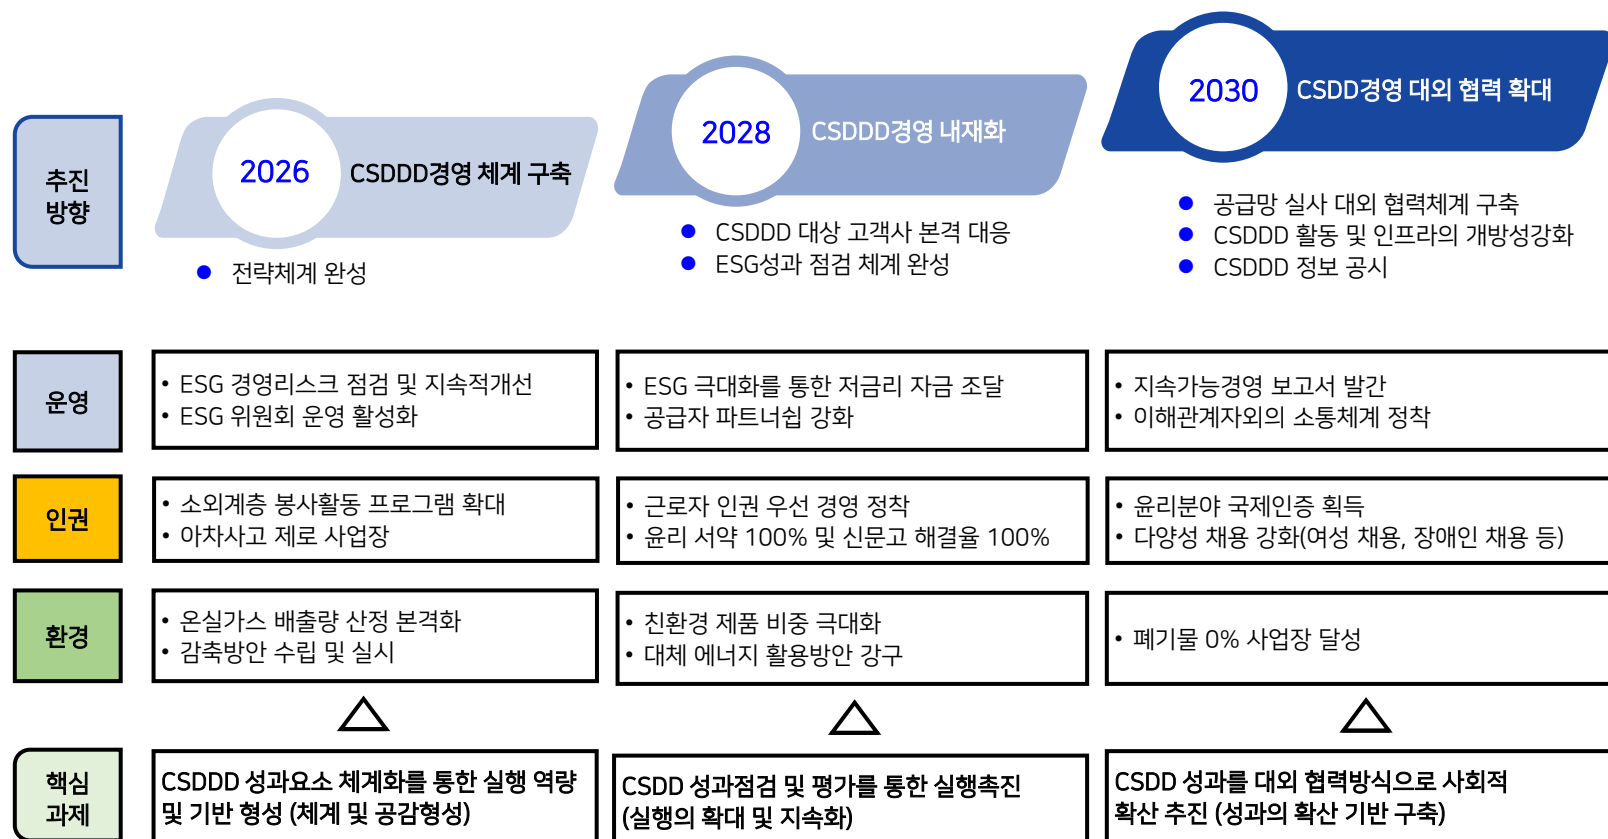 추진
방향
2026
CSDDD경영 체계 구축
• 전략체계 완성
2028
CSDDD경영 내재화
• CSDDD 대상 고객사 본격 대응
• ESG성과 점검 체계 완성
2030
CSDD경영 대외 협력 확대
• 공급망 실사 대외 협력체계 구축
• CSDDD 활동 및 인프라의 개방성강화
• CSDDD 정보 공시
운영
• ESG 경영리스크 점검 및 지속적개선
• ESG 위원회 운영 활성화
• ESG 극대화를 통한 저금리 자금 조달
• 공급자 파트너쉽 강화
• 지속가능경영 보고서 발간
• 이해관계자외의 소통체계 정착
인권
• 소외계층 봉사활동 프로그램 확대
• 아차사고 제로 사업장
• 근로자 인권 우선 경영 정착
• 윤리 서약 100% 및 신문고 해결율 100%
• 윤리분야 국제인증 획득
• 다양성 채용 강화(여성 채용, 장애인 채용 등)
환경
• 온실가스 배출량 산정 본격화
• 감축방안 수립 및 실시
• 친환경 제품 비중 극대화
• 대체 에너지 활용방안 강구
• 폐기물 0% 사업장 달성
핵심
과제
CSDDD 성과요소 체계화를 통한 실행 역량
및 기반 형성 (체계 및 공감형성)
CSDD 성과점검 및 평가를 통한 실행촉진
(실행의 확대 및 지속화)
CSDD 성과를 대외 협력방식으로 사회적
확산 추진 (성과의 확산 기반 구축)